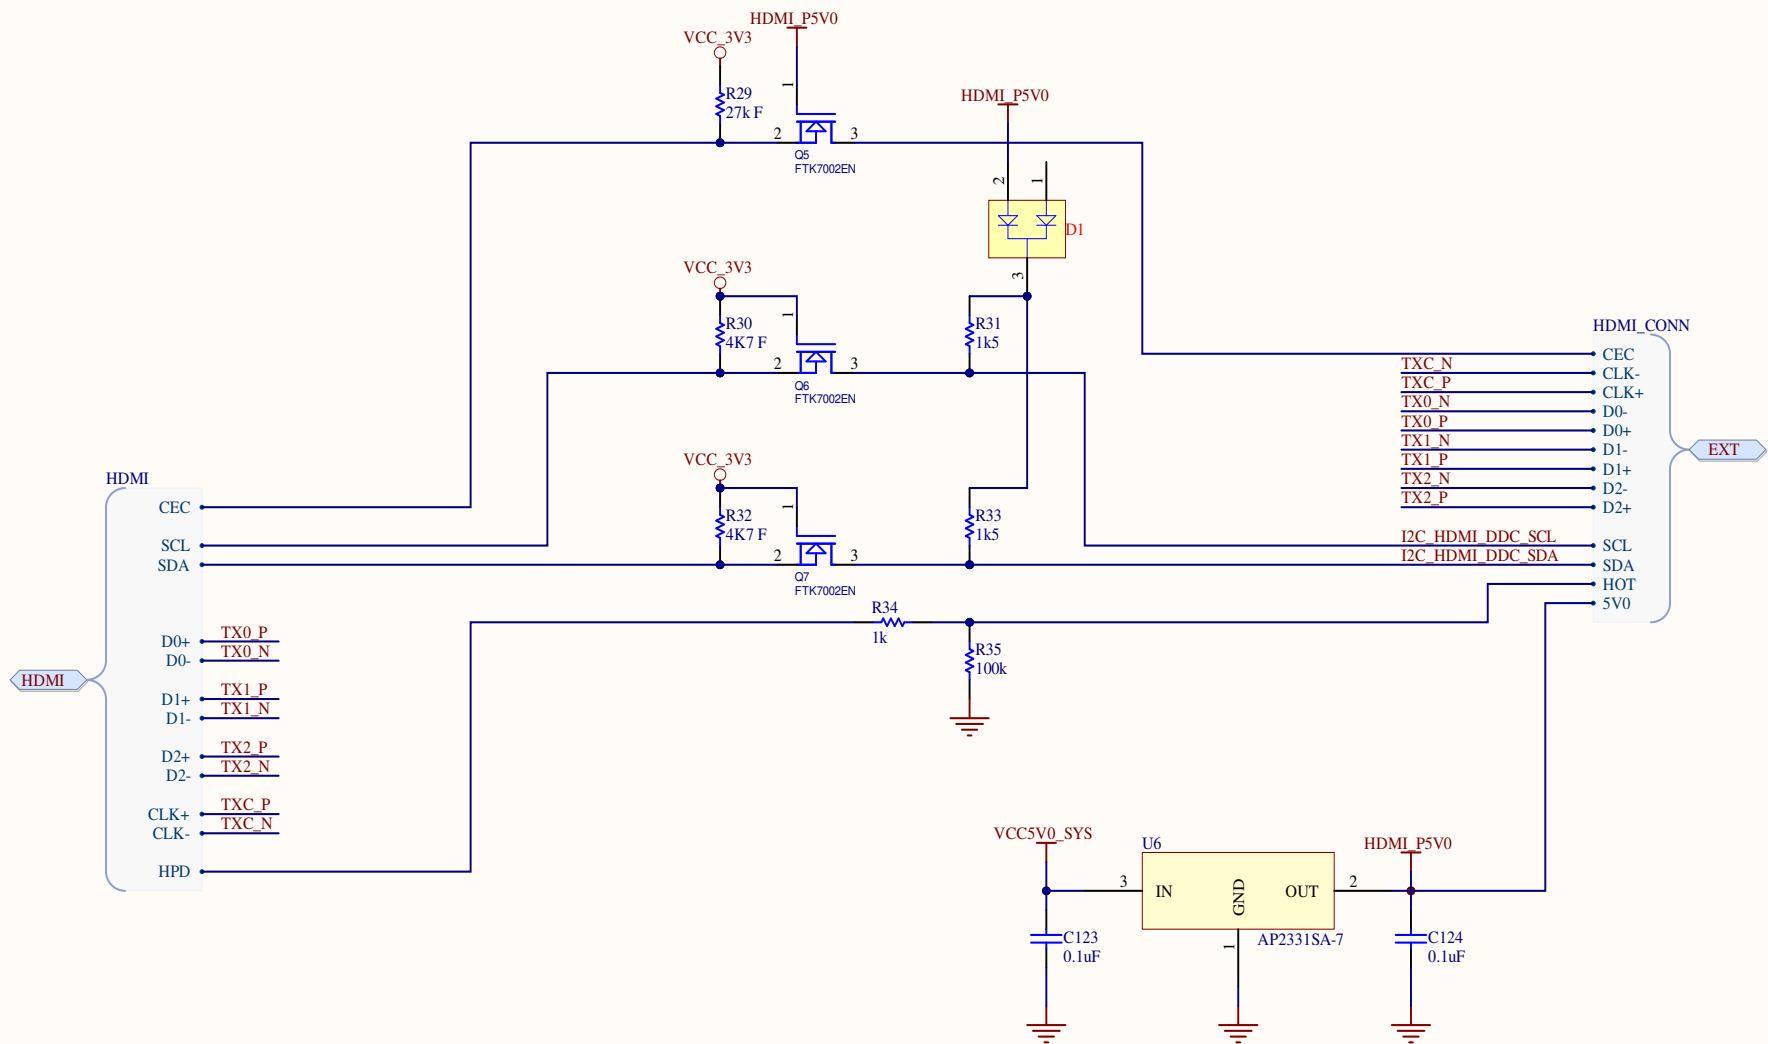 HDMI_P5V0
VCC_3V3
1
R29
27k F
2
3
Q5
FTK7002EN
HDMI_P5V0
2
1
D1
3
VCC_3V3
1
R30
4K7 F
2
3
Q6
FTK7002EN
R31
1k5
VCC_3V3
1
R32
4K7 F
2
3
Q7
FTK7002EN
R33
1k5
R34
1k
R35
100k
HDMI
CEC
SCL
SDA
D0+ TX0_P
D0- TX0_N
HDMI
D1+ TX1_P
D1- TX1_N
D2+ TX2_P
D2- TX2_N
CLK+ TXC_P
CLK- TXC_N
HPD
HDMI_CONN
CEC
TXC_N CLK-
TXC_P CLK+
TX0_N D0-
TX0_P D0+
TX1_N D1-
EXT
TX1_P D1+
TX2_N D2-
TX2_P D2+
I2C_HDMI_DDC_SCL SCL
I2C_HDMI_DDC_SDA SDA
HOT
5V0
VCC5V0_SYS
U6
HDMI_P5V0
3
IN
GND
OUT
2
1
AP2331SA-7
C123
0.1uF
C124
0.1uF